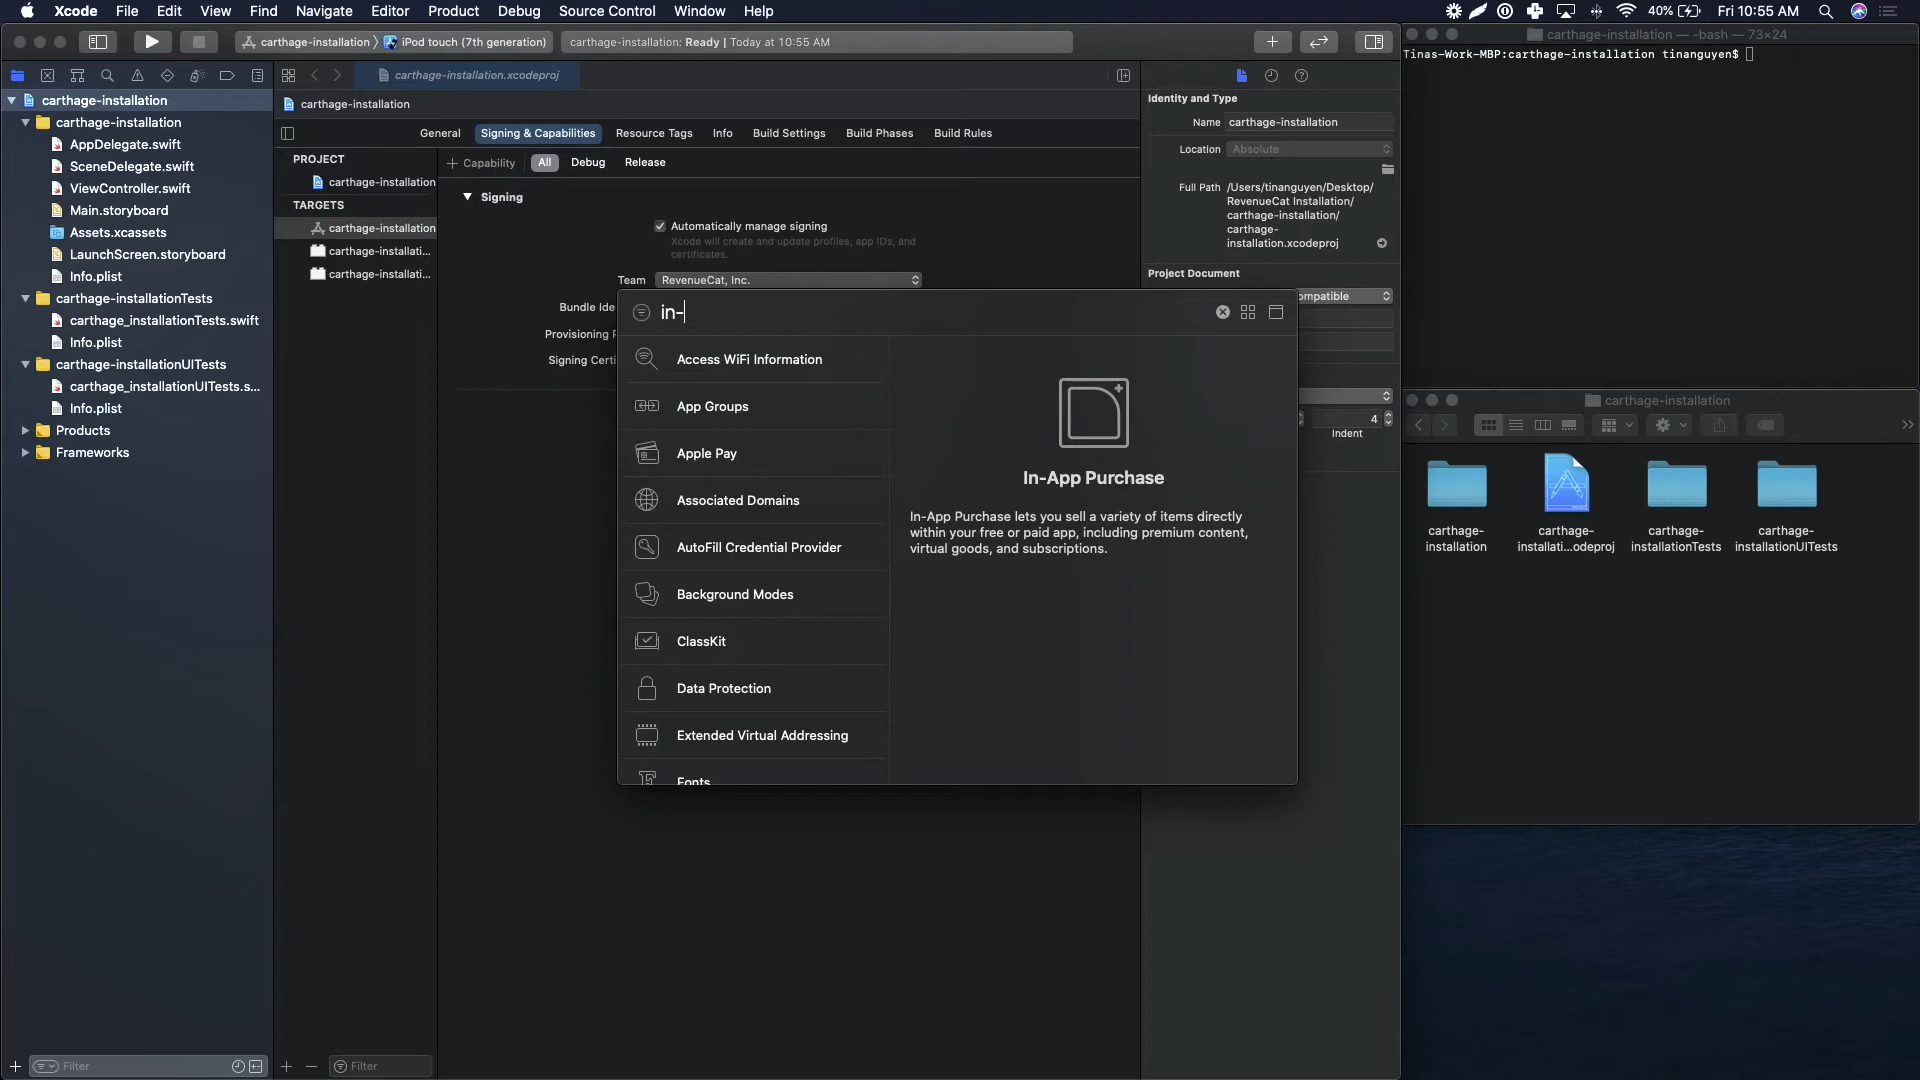 Xcode File Edit View Find Navigate Editor Product Debug Source Control Window Help
40% Fri 10:55 AM
carthage-installation iPod touch (7th generation)
carthage-installation: Ready | Today at 10:55 AM
carthage-installation.xcodeproj
carthage-installation
carthage-installation
AppDelegate.swift
SceneDelegate.swift
ViewController.swift
Main.storyboard
Assets.xcassets
LaunchScreen.storyboard
Info.plist
carthage-installationTests
carthage_installationTests.swift
Info.plist
carthage-installationUITests
carthage_installationUITests.s...
Info.plist
Products
Frameworks
Filter
carthage-installation
General Signing & Capabilities Resource Tags Info Build Settings Build Phases Build Rules
PROJECT
carthage-installation
TARGETS
carthage-installation
carthage-installati...
carthage-installati...
Filter
+ Capability All Debug Release
Signing
Automatically manage signing
Xcode will create and update profiles, app IDs, and
certificates.
Team RevenueCat, Inc.
Bundle Ide
Provisioning P
Signing Certi
in-
Access WiFi Information
App Groups
Apple Pay
Associated Domains
AutoFill Credential Provider
Background Modes
ClassKit
Data Protection
Extended Virtual Addressing
Fonts
In-App Purchase
In-App Purchase lets you sell a variety of items directly
within your free or paid app, including premium content,
virtual goods, and subscriptions.
Identity and Type
Name carthage-installation
Location Absolute
Full Path /Users/tinanguyen/Desktop/
RevenueCat Installation/
carthage-installation/
carthage-
installation.xcodeproj
Project Document
ompatible
4
Indent
carthage-installation — -bash — 73×24
Tinas-Work-MBP:carthage-installation tinanguyen$
carthage-installation
carthage-
installation
carthage-
installati...odeproj
carthage-
installationTests
carthage-
installationUITests